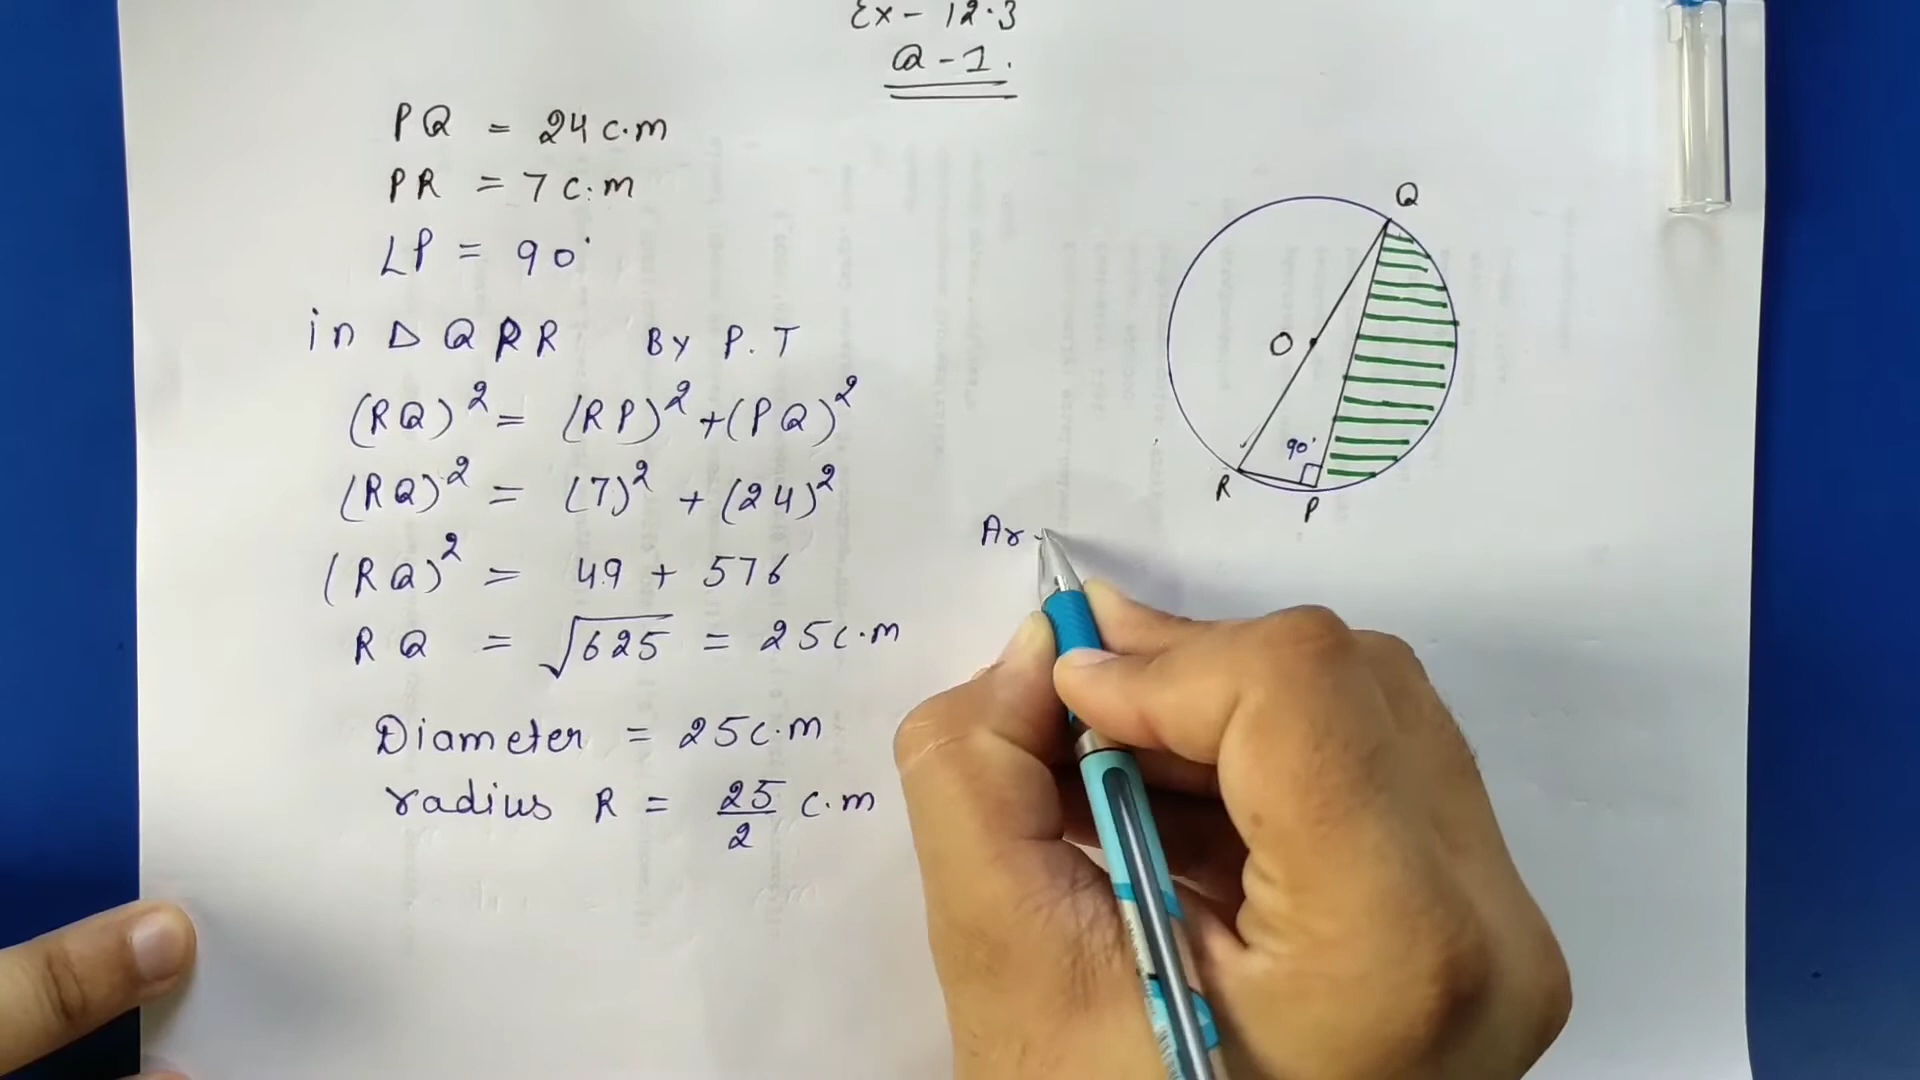 Ex - 12.3
Q - 1.
PQ = 24 c.m
PR = 7 c.m
∠P = 90°
in Δ QPR By P.T
(RQ)² = (RP)² + (PQ)²
(RQ)² = (7)² + (24)²
(RQ)² = 49 + 576
RQ = √625 = 25 c.m
Diameter = 25 c.m
radius R = 25/2 c.m
Q
O
90°
R
P
Ar